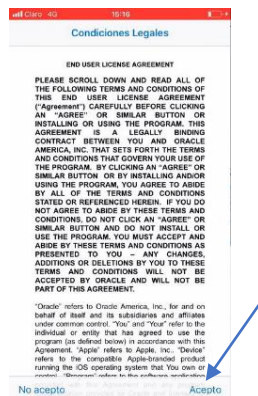 Claro 4G 15:16
Condiciones Legales
END USER LICENSE AGREEMENT
PLEASE SCROLL DOWN AND READ ALL OF
THE FOLLOWING TERMS AND CONDITIONS OF
THIS END USER LICENSE AGREEMENT
("Agreement") CAREFULLY BEFORE CLICKING
AN "AGREE" OR SIMILAR BUTTON OR
INSTALLING OR USING THE PROGRAM. THIS
AGREEMENT IS A LEGALLY BINDING
CONTRACT BETWEEN YOU AND ORACLE
AMERICA, INC. THAT SETS FORTH THE TERMS
AND CONDITIONS THAT GOVERN YOUR USE OF
THE PROGRAM. BY CLICKING AN "AGREE" OR
SIMILAR BUTTON OR BY INSTALLING AND/OR
USING THE PROGRAM, YOU AGREE TO ABIDE
BY ALL OF THE TERMS AND CONDITIONS
STATED OR REFERENCED HEREIN. IF YOU DO
NOT AGREE TO ABIDE BY THESE TERMS AND
CONDITIONS, DO NOT CLICK AN "AGREE" OR
SIMILAR BUTTON AND DO NOT INSTALL OR
USE THE PROGRAM. YOU MUST ACCEPT AND
ABIDE BY THESE TERMS AND CONDITIONS AS
PRESENTED TO YOU – ANY CHANGES,
ADDITIONS OR DELETIONS BY YOU TO THESE
TERMS AND CONDITIONS WILL NOT BE
ACCEPTED BY ORACLE AND WILL NOT BE
PART OF THIS AGREEMENT.
"Oracle" refers to Oracle America, Inc., for and on
behalf of itself and its subsidiaries and affiliates
under common control. "You" and "Your" refer to the
individual or entity that has agreed to use the
program (as defined below) in accordance with this
Agreement. "Apple" refers to Apple, Inc. "Device"
refers to the compatible Apple-branded product
running the iOS operating system that You own or
control. "Program" refers to the software application
No acepto Acepto